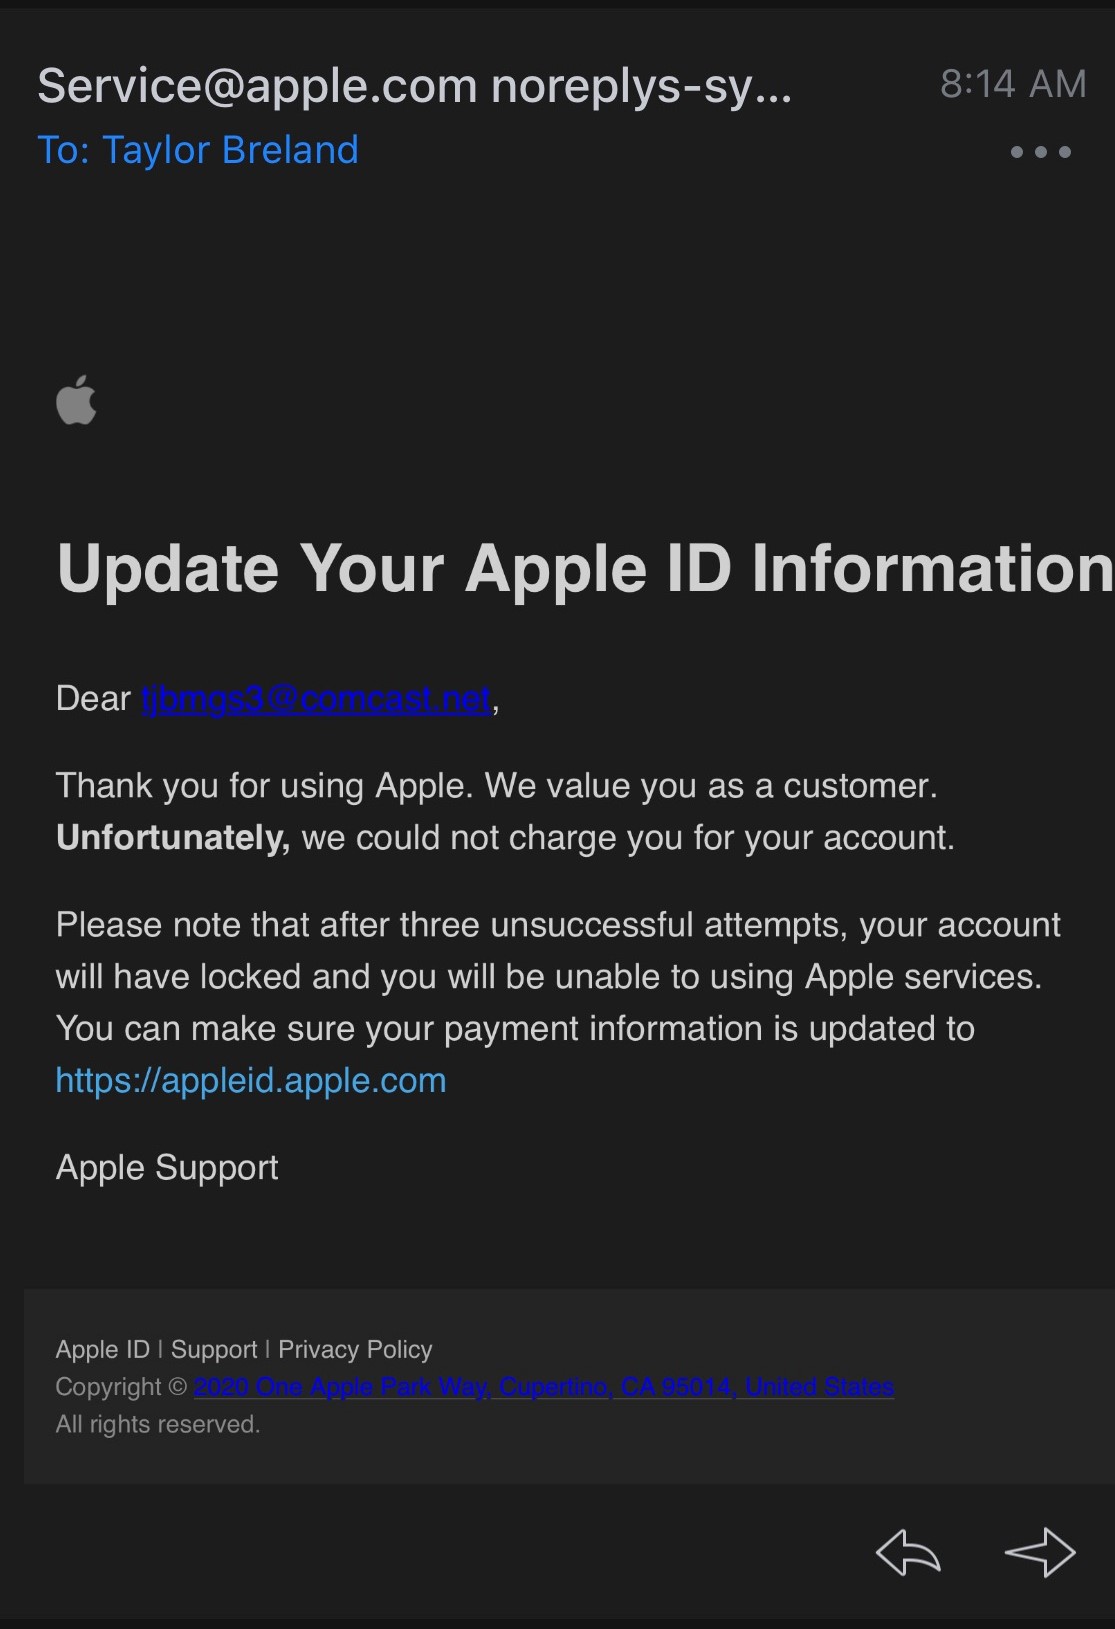 Service@apple.com noreplys-sy...
8:14 AM
To: Taylor Breland
Update Your Apple ID Information
Dear tjbmgs3@comcast.net,
Thank you for using Apple. We value you as a customer.
Unfortunately, we could not charge you for your account.
Please note that after three unsuccessful attempts, your account
will have locked and you will be unable to using Apple services.
You can make sure your payment information is updated to
https://appleid.apple.com
Apple Support
Apple ID | Support | Privacy Policy
Copyright © 2020 One Apple Park Way, Cupertino, CA 95014, United States
All rights reserved.